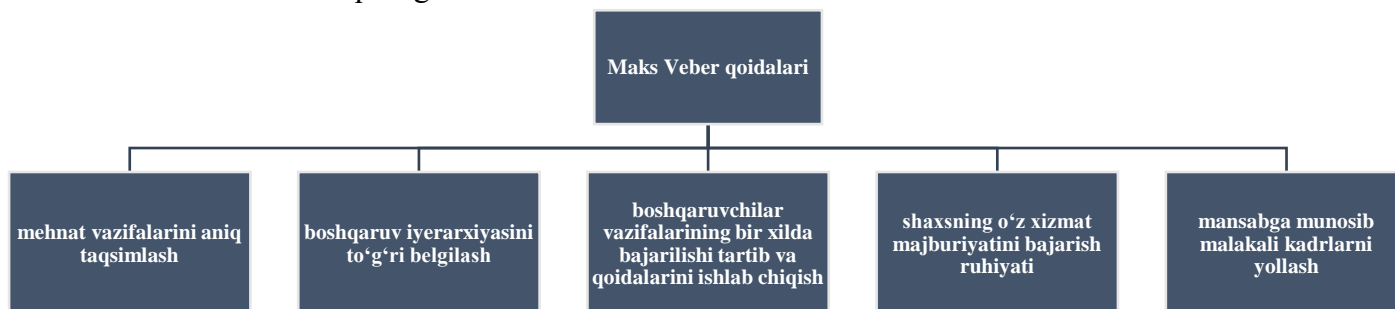 Maks Veber qoidalari
mehnat vazifalarini aniq
taqsimlash
boshqaruv iyerarxiyasini
to‘g‘ri belgilash
boshqaruvchilar
vazifalarining bir xilda
bajarilishi tartib va
qoidalarini ishlab chiqish
shaxsning o‘z xizmat
majburiyatini bajarish
ruhiyati
mansabga munosib
malakali kadrlarni
yollash